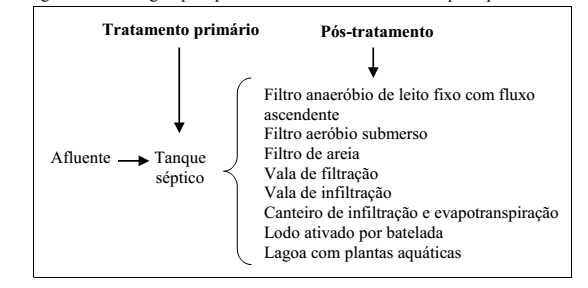 Tratamento primário
Pós-tratamento
Afluente
Tanque
séptico
Filtro anaeróbio de leito fixo com fluxo
ascendente
Filtro aeróbio submerso
Filtro de areia
Vala de filtração
Vala de infiltração
Canteiro de infiltração e evapotranspiração
Lodo ativado por batelada
Lagoa com plantas aquáticas